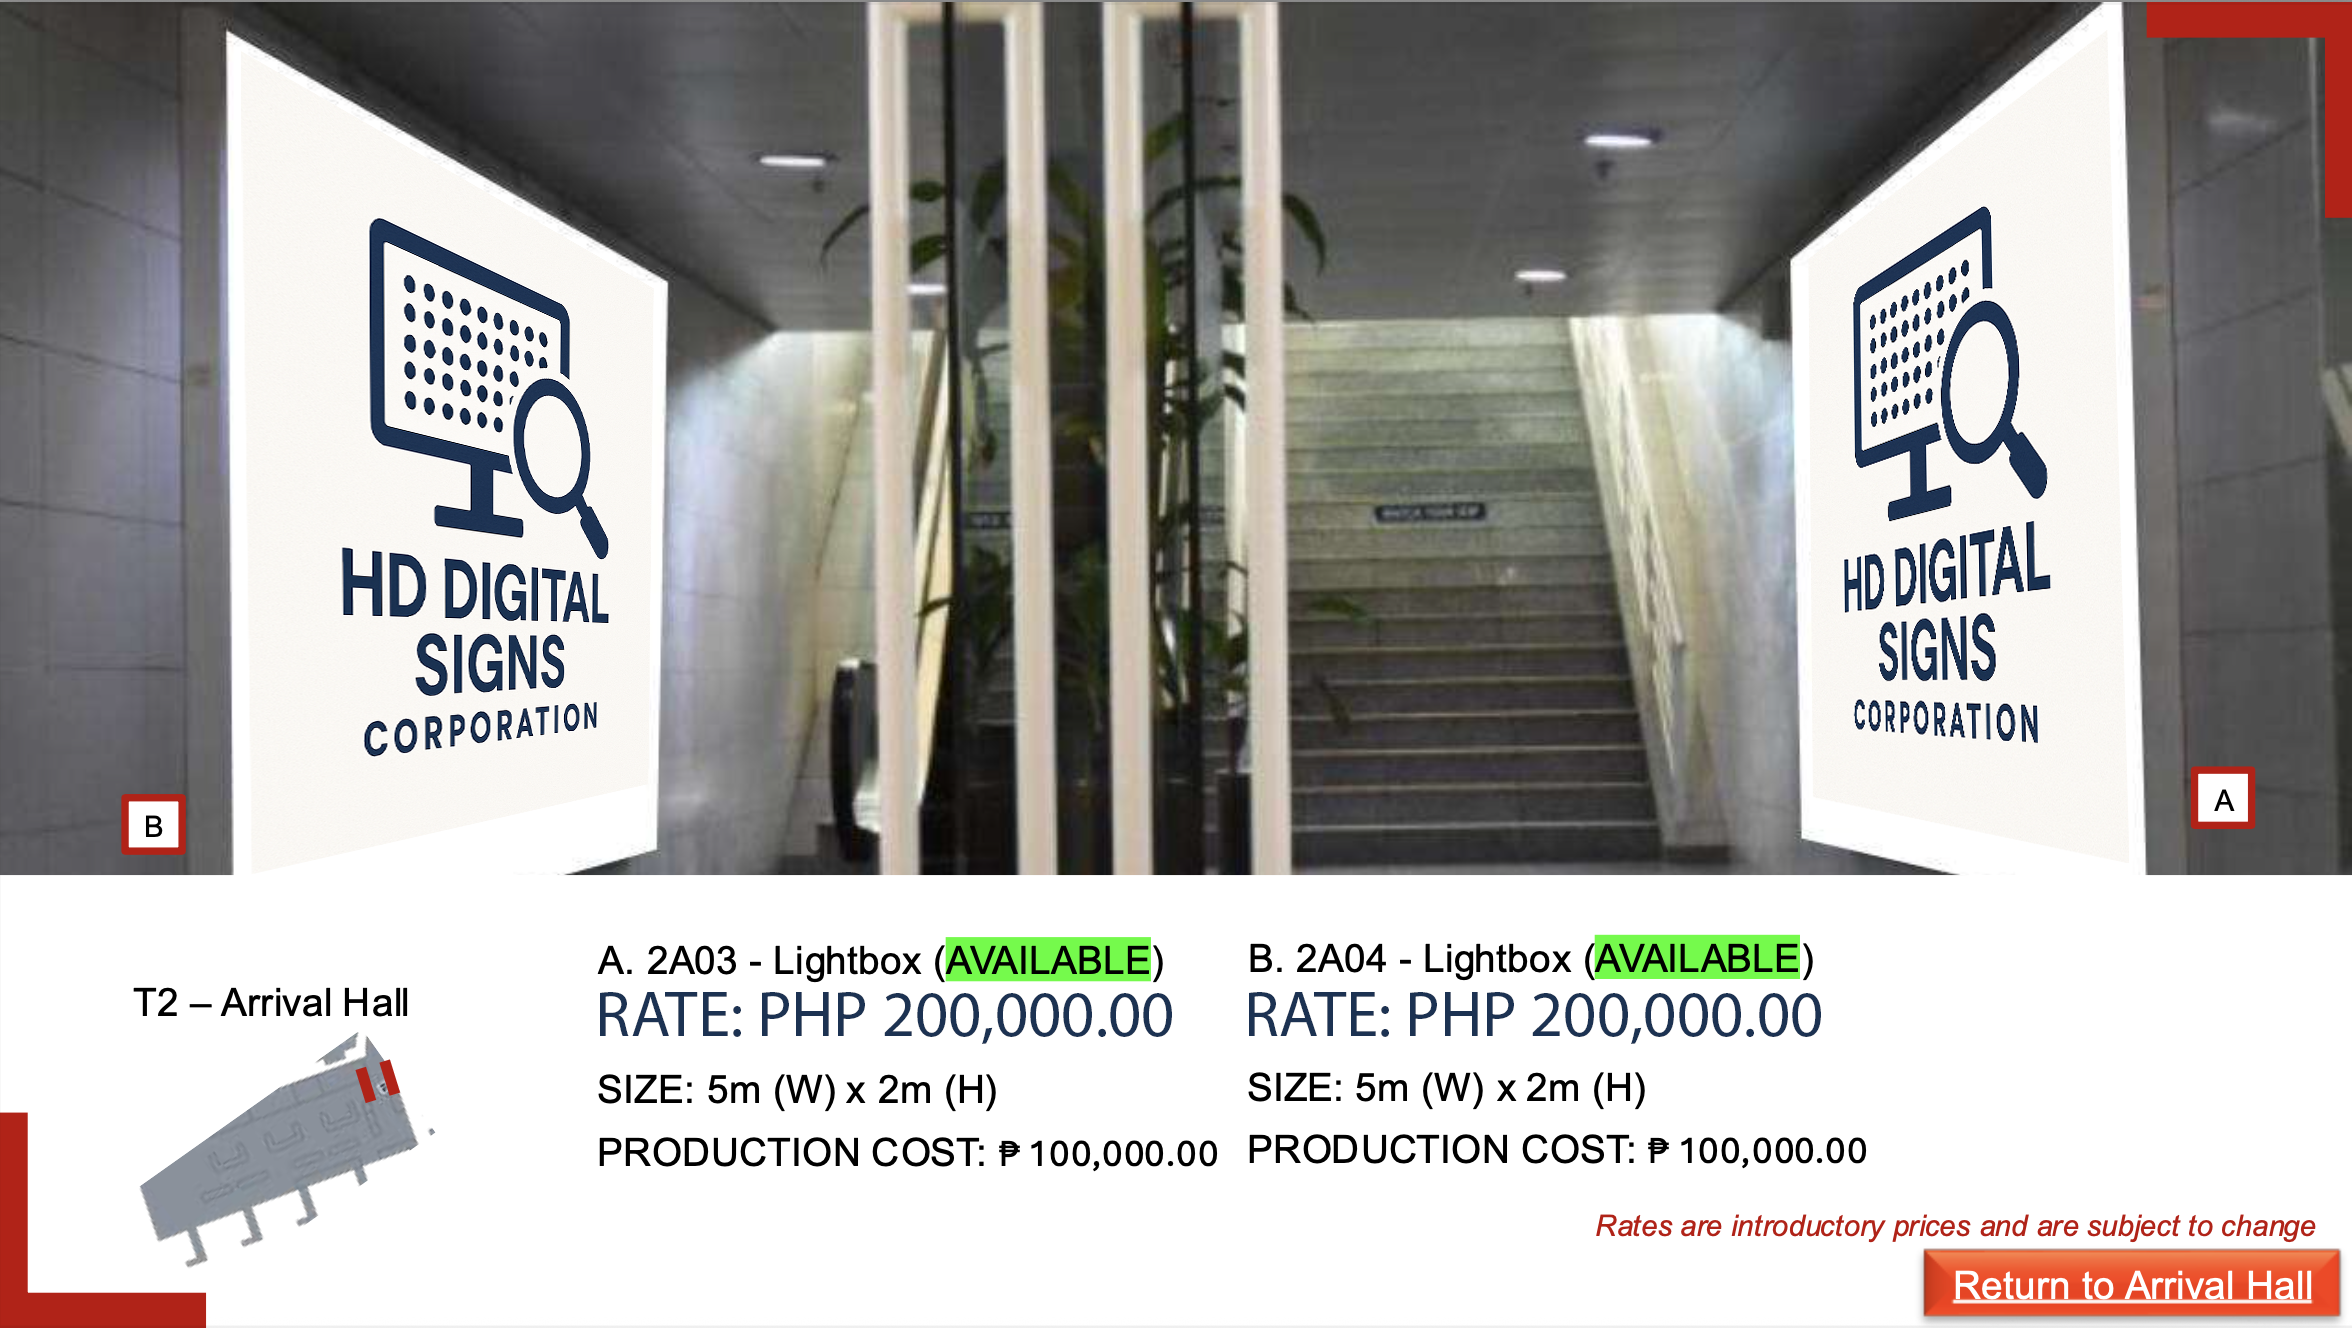 HD DIGITAL
SIGNS
CORPORATION
HD DIGITAL
SIGNS
CORPORATION
B
A
T2 – Arrival Hall
A. 2A03 - Lightbox (AVAILABLE)
RATE: PHP 200,000.00
SIZE: 5m (W) x 2m (H)
PRODUCTION COST: ₱ 100,000.00
B. 2A04 - Lightbox (AVAILABLE)
RATE: PHP 200,000.00
SIZE: 5m (W) x 2m (H)
PRODUCTION COST: ₱ 100,000.00
Rates are introductory prices and are subject to change
Return to Arrival Hall